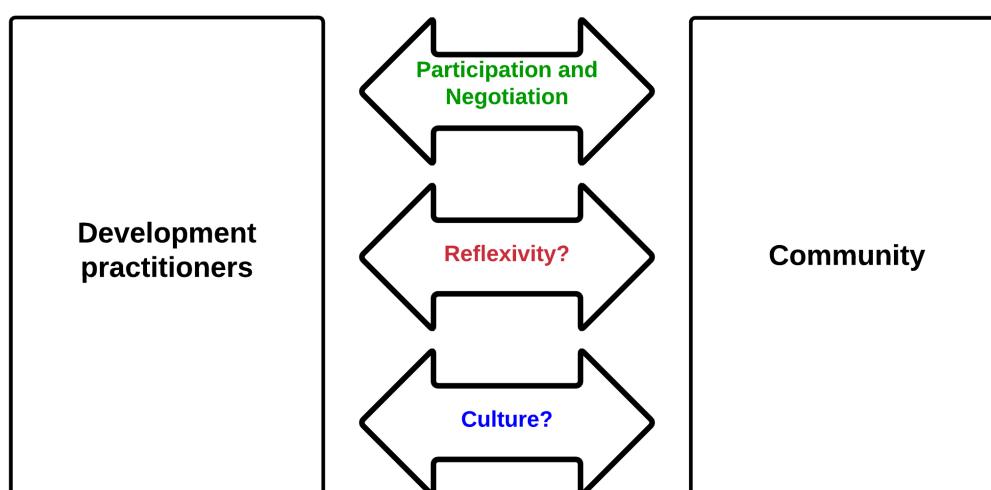 Development
practitioners
Participation and
Negotiation
Reflexivity?
Culture?
Community